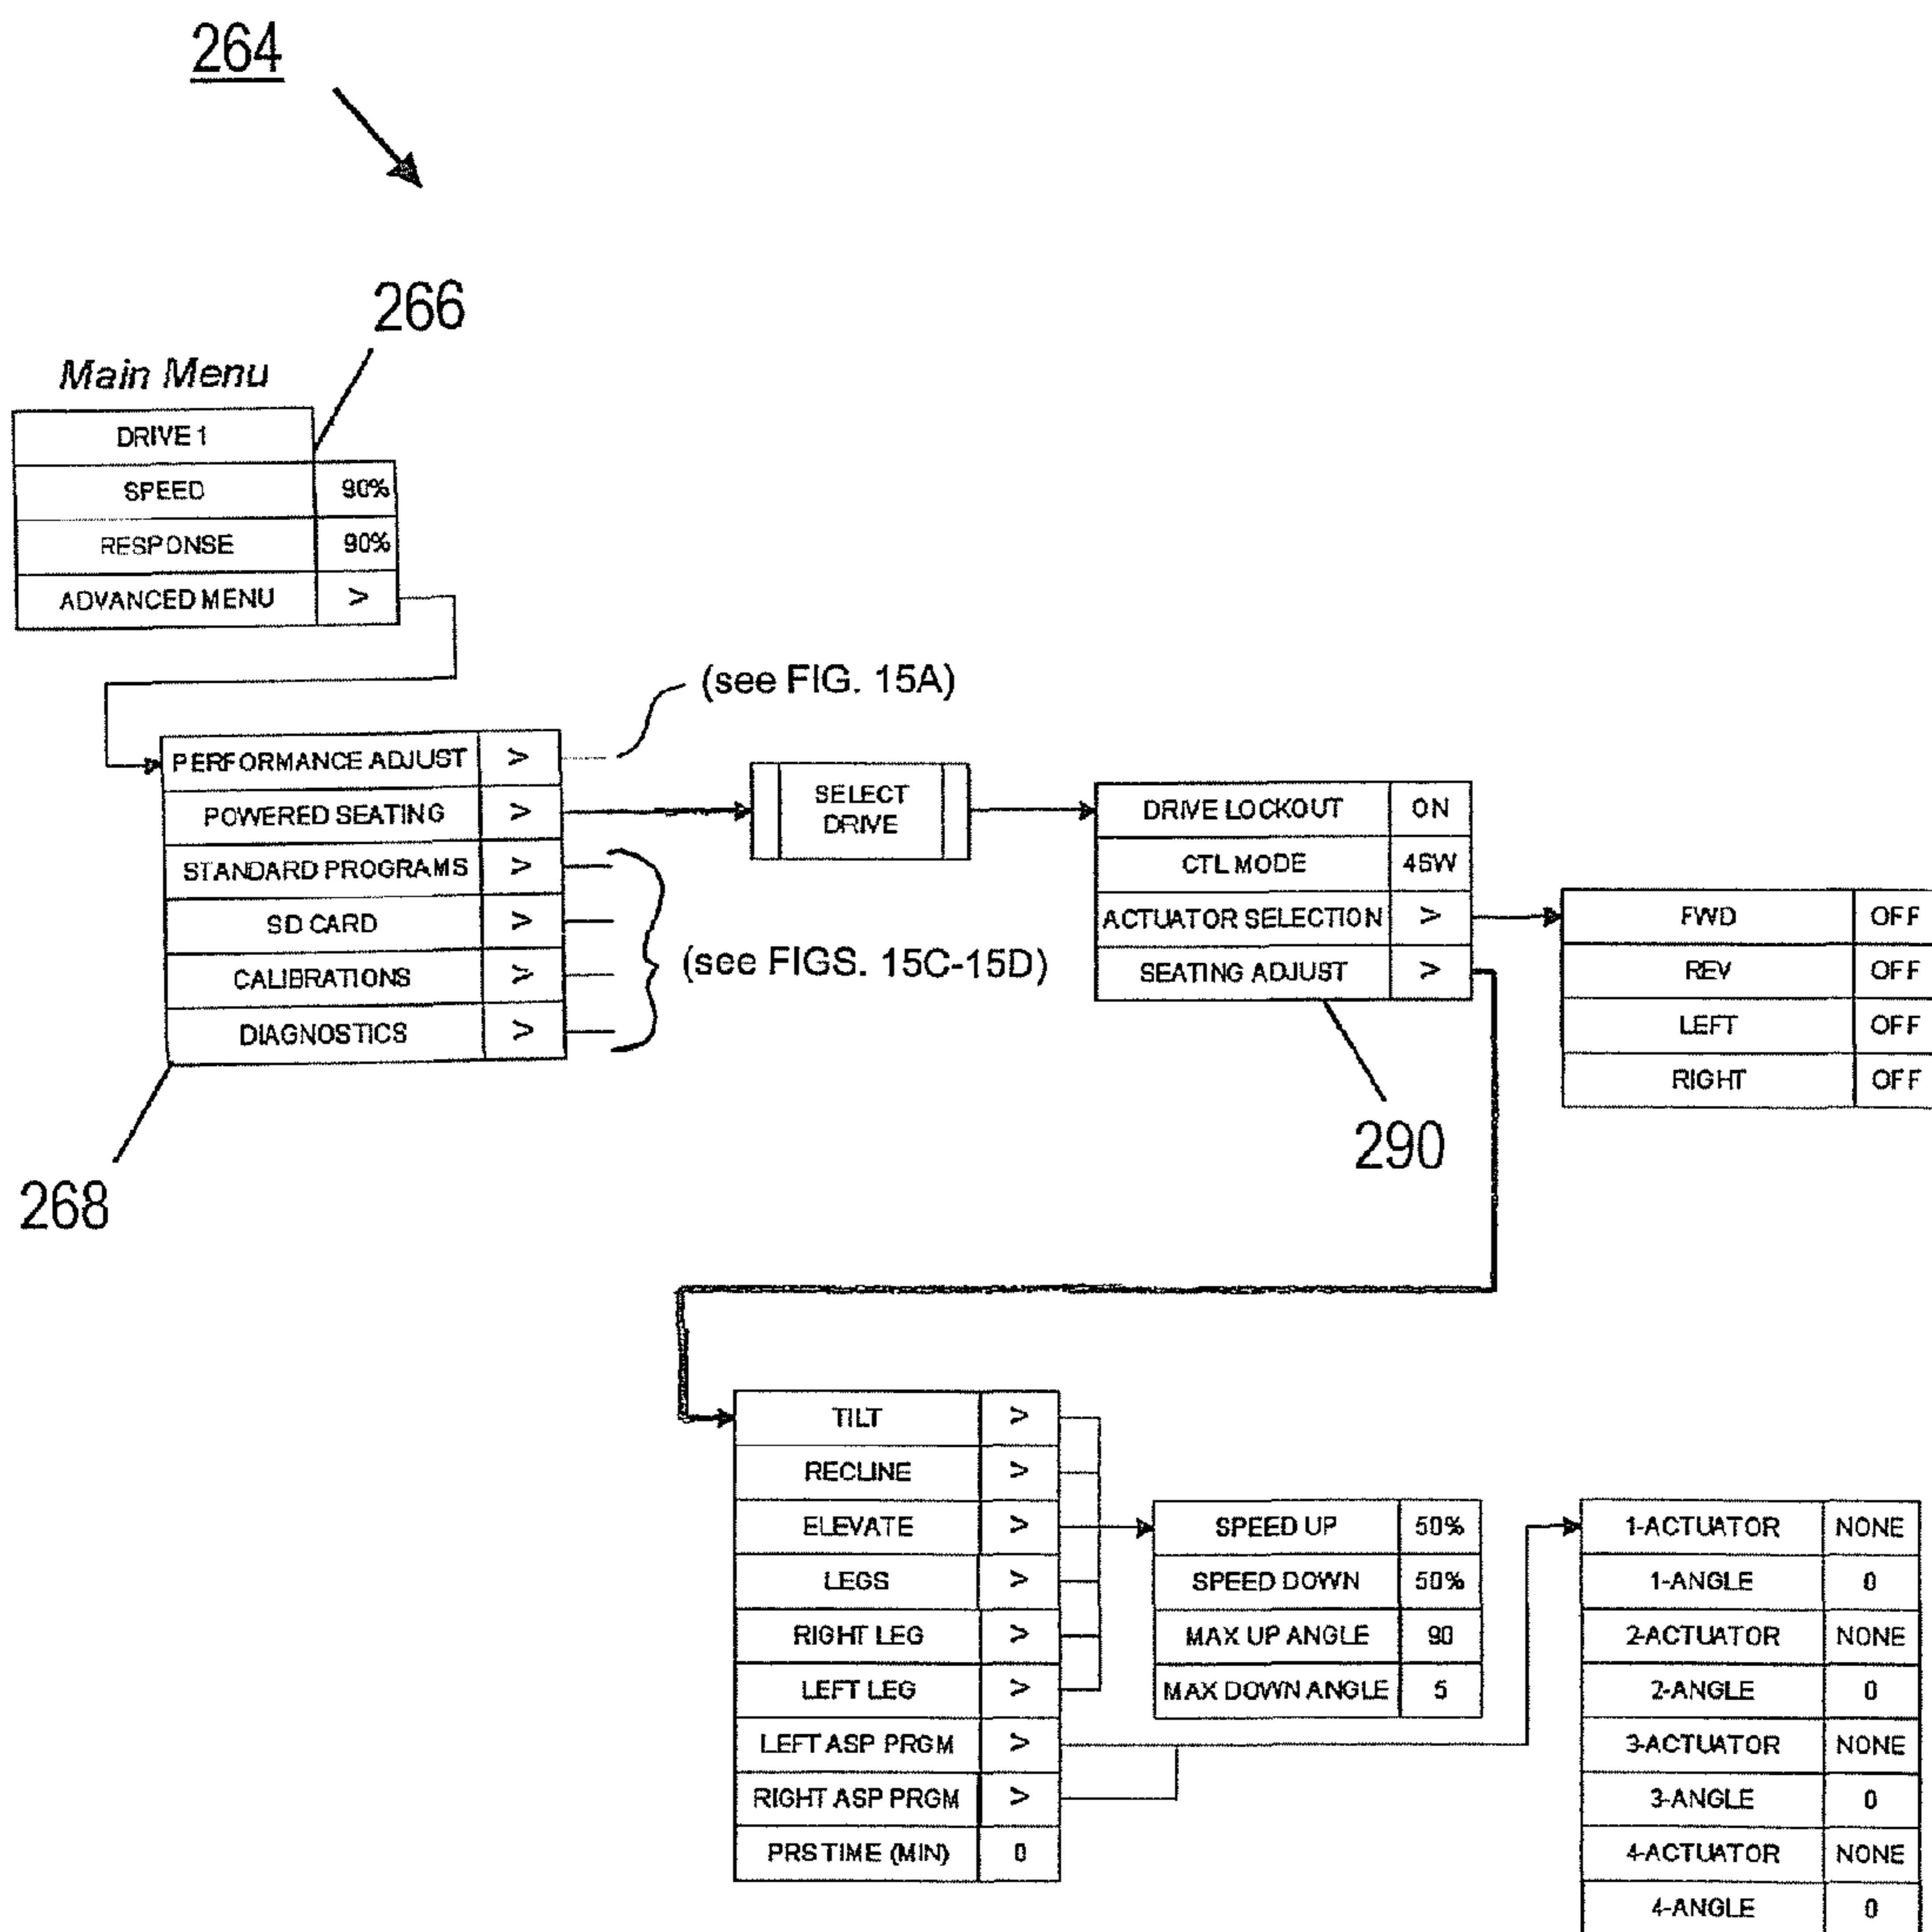 264
266
Main Menu
DRIVE 1
SPEED 90%
RESPONSE 90%
ADVANCED MENU >
(see FIG. 15A)
PERFORMANCE ADJUST >
POWERED SEATING >
STANDARD PROGRAMS >
SD CARD >
CALIBRATIONS >
DIAGNOSTICS >
(see FIGS. 15C-15D)
268
SELECT
DRIVE
DRIVE LOCKOUT ON
CTL MODE 4SW
ACTUATOR SELECTION >
SEATING ADJUST >
290
FWD OFF
REV OFF
LEFT OFF
RIGHT OFF
TILT >
RECLINE >
ELEVATE >
LEGS >
RIGHT LEG >
LEFT LEG >
LEFT ASP PRGM >
RIGHT ASP PRGM >
PRS TIME (MIN) 0
SPEED UP 50%
SPEED DOWN 50%
MAX UP ANGLE 90
MAX DOWN ANGLE 5
1-ACTUATOR NONE
1-ANGLE 0
2-ACTUATOR NONE
2-ANGLE 0
3-ACTUATOR NONE
3-ANGLE 0
4-ACTUATOR NONE
4-ANGLE 0